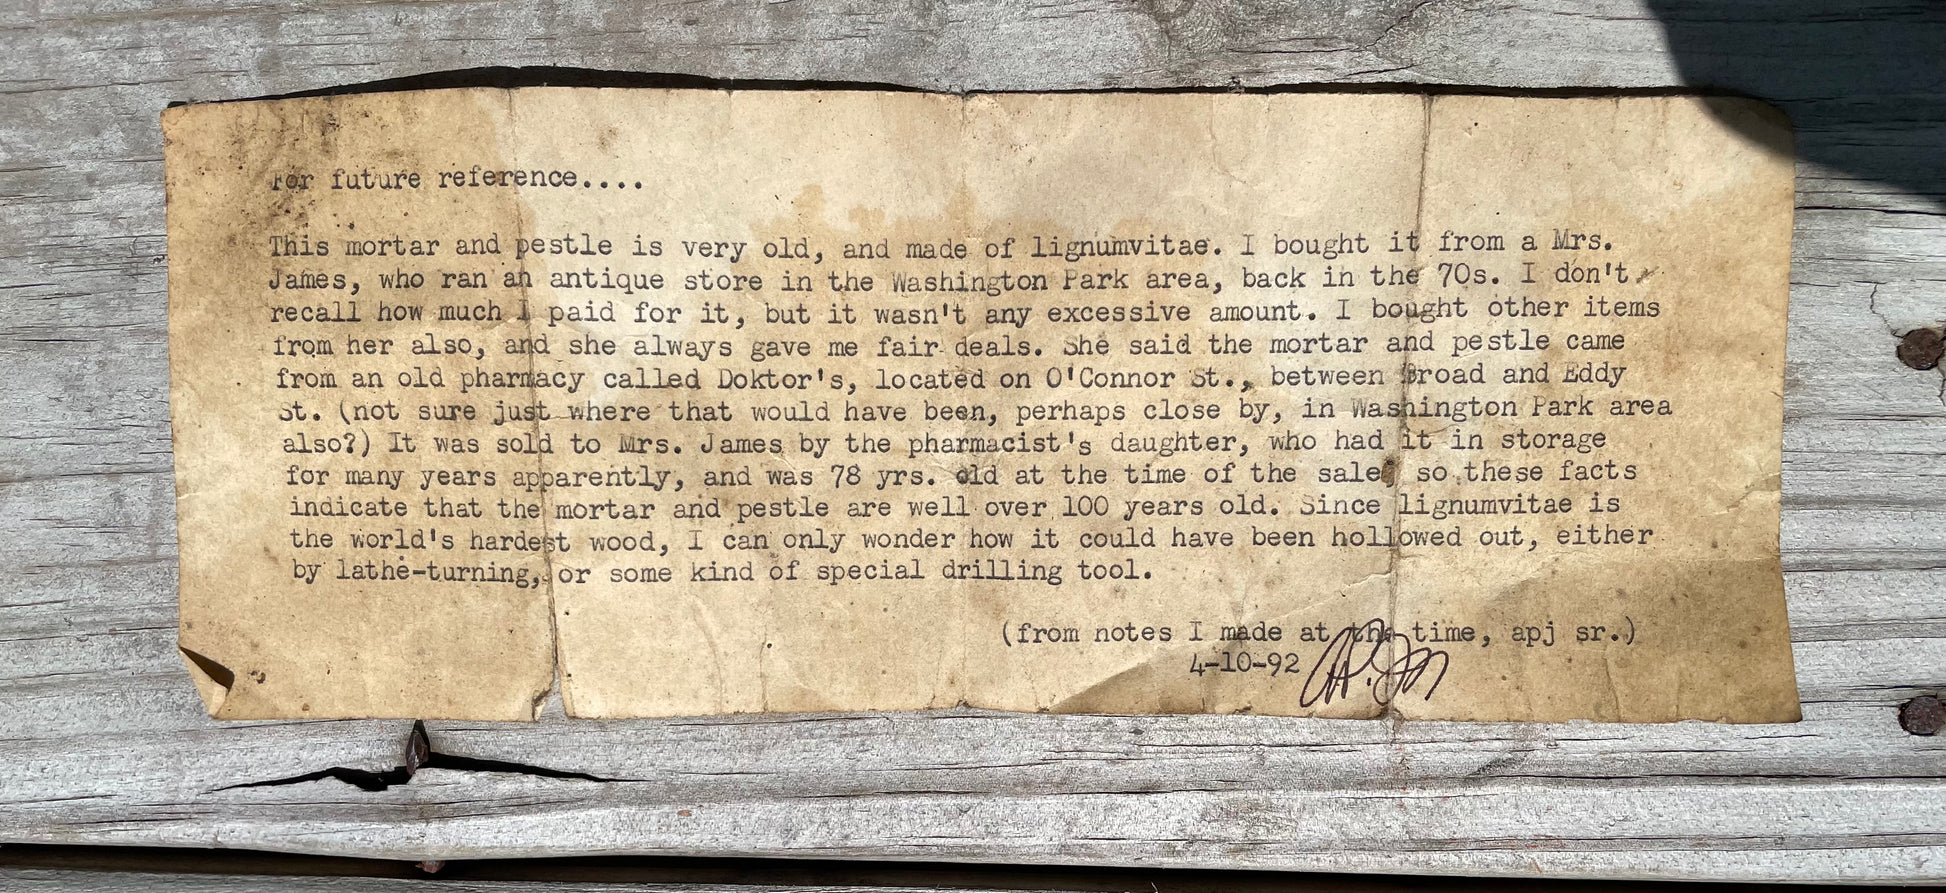 For future reference....
This mortar and pestle is very old, and made of lignumvitae. I bought it from a Mrs.
James, who ran an antique store in the Washington Park area, back in the 70s. I don't
recall how much I paid for it, but it wasn't any excessive amount. I bought other items
from her also, and she always gave me fair deals. She said the mortar and pestle came
from an old pharmacy called Doktor's, located on O'Connor St., between Broad and Eddy
St. (not sure just where that would have been, perhaps close by, in Washington Park area
also?) It was sold to Mrs. James by the pharmacist's daughter, who had it in storage
for many years apparently, and was 78 yrs. old at the time of the sale, so these facts
indicate that the mortar and pestle are well over 100 years old. Since lignumvitae is
the world's hardest wood, I can only wonder how it could have been hollowed out, either
by lathe-turning, or some kind of special drilling tool.
(from notes I made at the time, apj sr.)
4-10-92